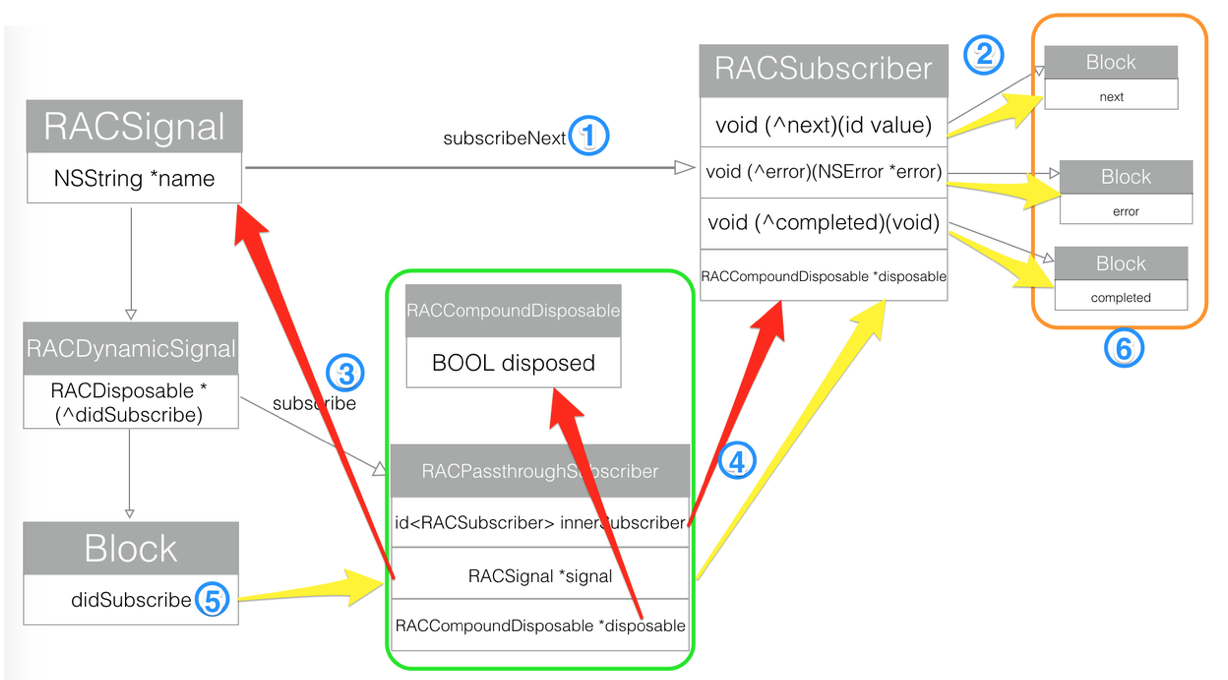 RACSignal
NSString *name
subscribeNext
①
RACSubscriber
void (^next)(id value)
void (^error)(NSError *error)
void (^completed)(void)
RACCompoundDisposable *disposable
②
Block
next
Block
error
Block
completed
⑥
RACDynamicSignal
RACDisposable *
(^didSubscribe)
③
subscribe
RACCompoundDisposable
BOOL disposed
④
RACPassthroughSubscriber
id<RACSubscriber> innerSubscriber
RACSignal *signal
RACCompoundDisposable *disposable
Block
didSubscribe
⑤